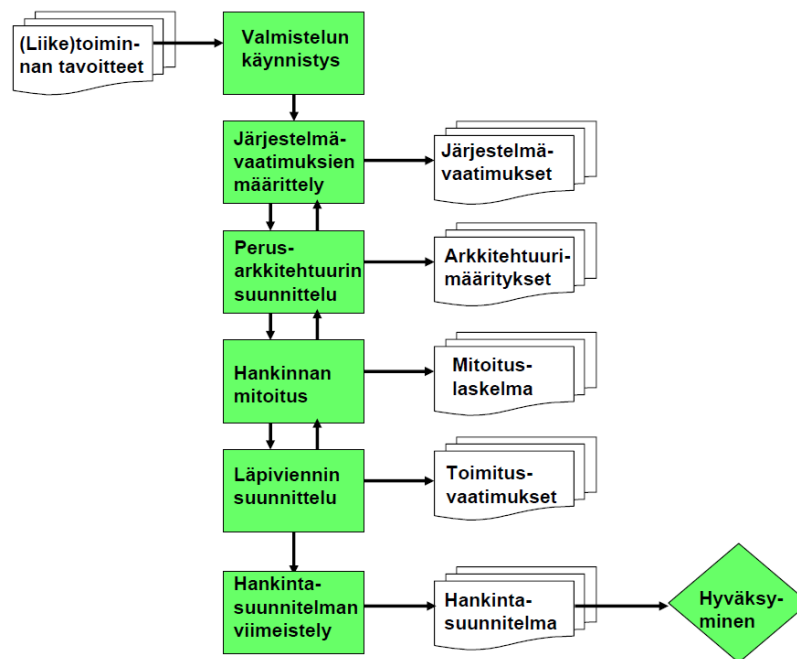 (Liike)toimin-
nan tavoitteet
Valmistelun
käynnistys
Järjestelmä-
vaatimuksien
määrittely
Järjestelmä-
vaatimukset
Perus-
arkkitehtuurin
suunnittelu
Arkkitehtuuri-
määritykset
Hankinnan
mitoitus
Mitoitus-
laskelma
Läpiviennin
suunnittelu
Toimitus-
vaatimukset
Hankinta-
suunnitelman
viimeistely
Hankinta-
suunnitelma
Hyväksy-
minen